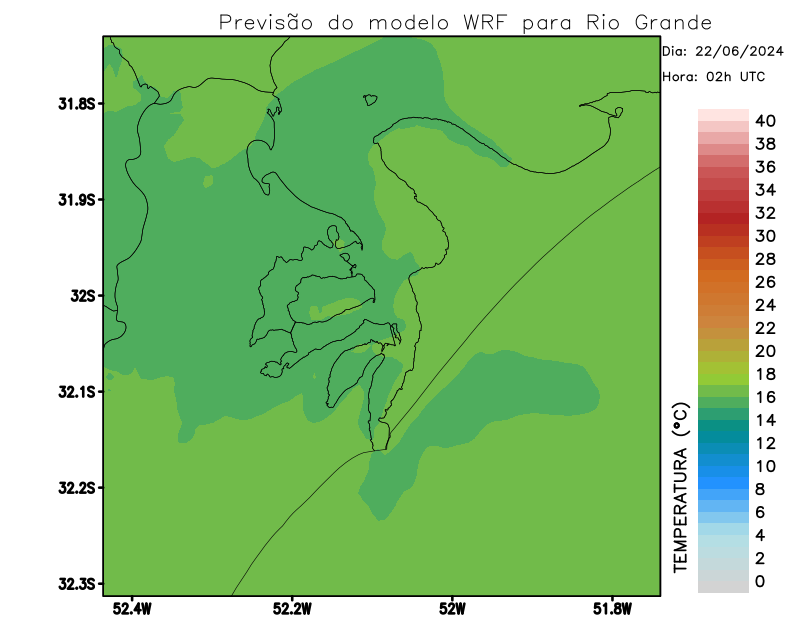 Previsão do modelo WRF para Rio Grande
Dia: 22/06/2024
Hora: 02h UTC
31.8S
31.9S
32S
32.1S
32.2S
32.3S
52.4W
52.2W
52W
51.8W
TEMPERATURA (°C)
40
38
36
34
32
30
28
26
24
22
20
18
16
14
12
10
8
6
4
2
0